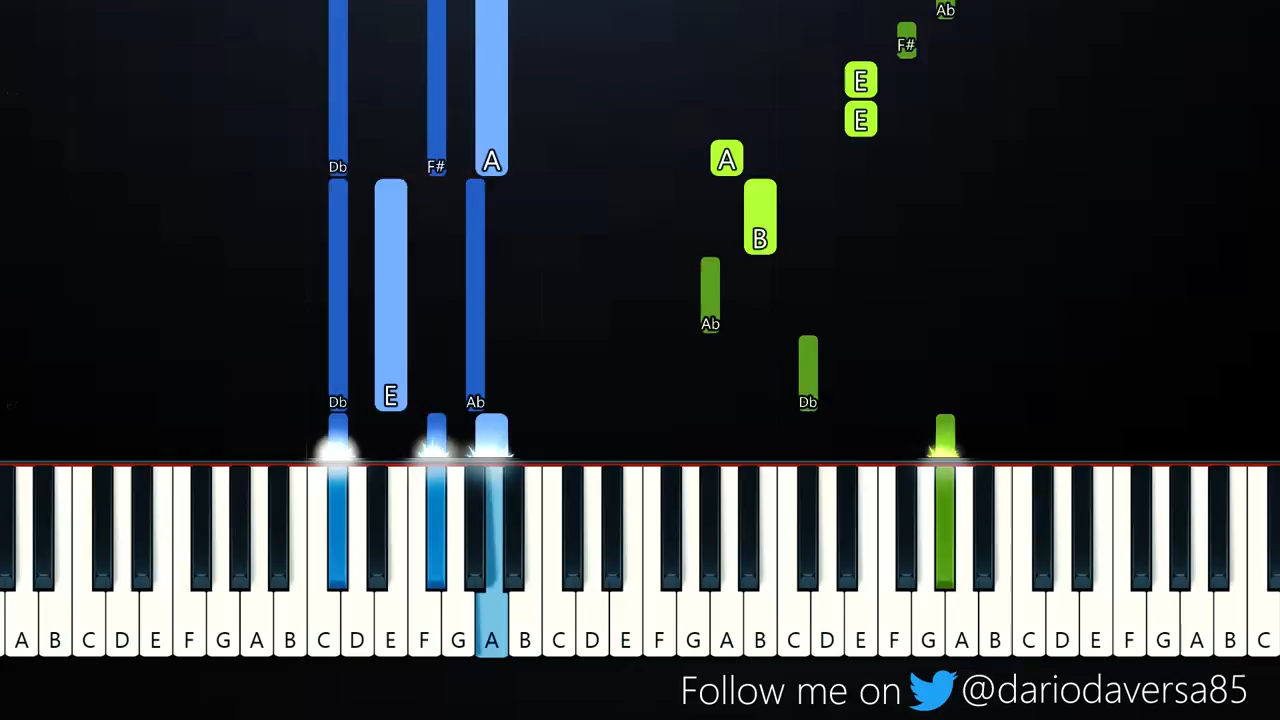 Ab
F#
E
E
Db F# A A
B
Ab
Db E Ab Db
A B C D E F G A B C D E F G A B C D E F G A B C D E F G A B C D E F G A B C
Follow me on @dariodaversa85